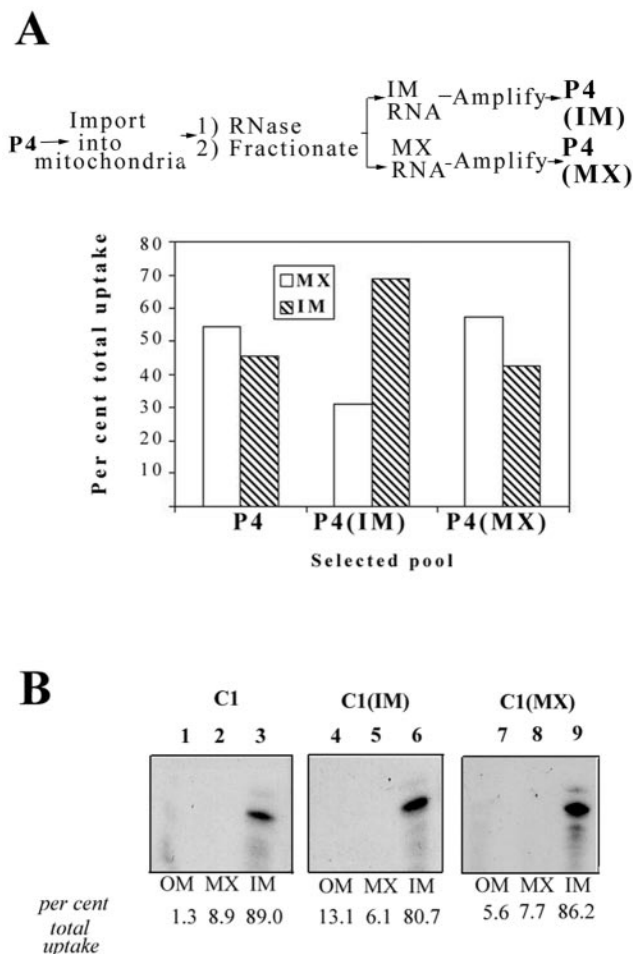 A
P4 Import into mitochondria 1) RNase 2) Fractionate
IM RNA Amplify P4 (IM)
MX RNA Amplify P4 (MX)
Per cent total uptake
80
70
60
50
40
30
20
10
MX
IM
P4 P4(IM) P4(MX)
Selected pool
B
C1 C1(IM) C1(MX)
1 2 3 4 5 6 7 8 9
OM MX IM OM MX IM OM MX IM
per cent total uptake 1.3 8.9 89.0 13.1 6.1 80.7 5.6 7.7 86.2